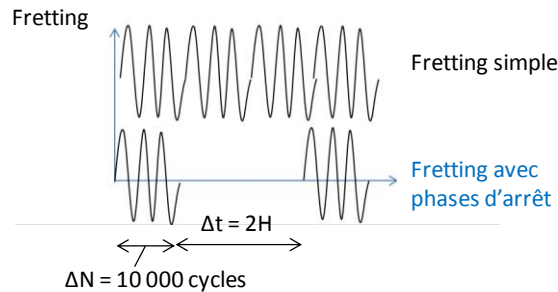 Fretting
Fretting simple
Fretting avec
phases d’arrêt
Δt = 2H
ΔN = 10 000 cycles